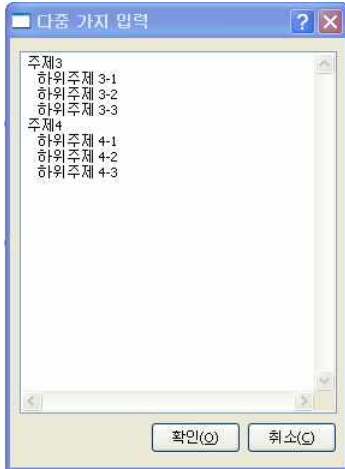 다중 가지 입력
주제3
하위주제 3-1
하위주제 3-2
하위주제 3-3
주제4
하위주제 4-1
하위주제 4-2
하위주제 4-3
확인(O) 취소(C)